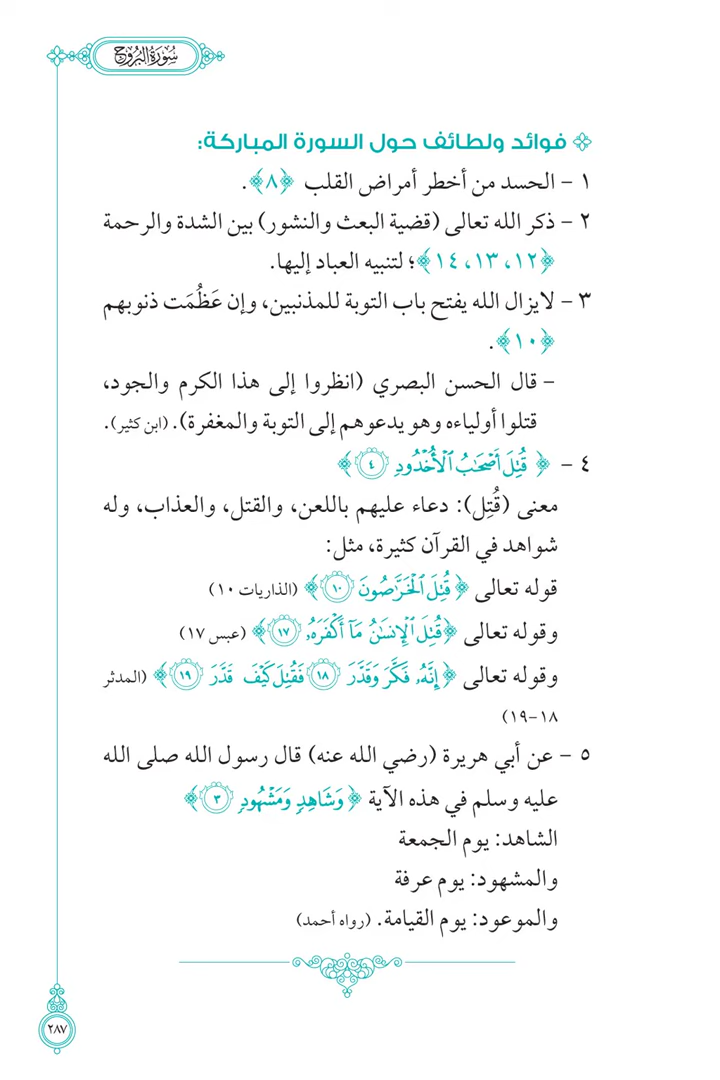 سُورَةُ البُرُوجِ
فوائد ولطائف حول السورة المباركة:
١ - الحسد من أخطر أمراض القلب ﴿٨﴾.
٢ - ذكر الله تعالى (قضية البعث والنشور) بين الشدة والرحمة
﴿١٢، ١٣، ١٤﴾؛ لتنبيه العباد إليها.
٣ - لايزال الله يفتح باب التوبة للمذنبين، وإن عَظُمَت ذنوبهم
﴿١٠﴾.
- قال الحسن البصري (انظروا إلى هذا الكرم والجود،
قتلوا أولياءه وهو يدعوهم إلى التوبة والمغفرة). (ابن كثير).
٤ - ﴿ قُتِلَ أَصْحَٰبُ ٱلْأُخْدُودِ ٤ ﴾
معنى (قُتِل): دعاء عليهم باللعن، والقتل، والعذاب، وله
شواهد في القرآن كثيرة، مثل:
قوله تعالى ﴿ قُتِلَ ٱلْخَرَّٰصُونَ ١٠ ﴾ (الذاريات ١٠)
وقوله تعالى ﴿ قُتِلَ ٱلْإِنسَٰنُ مَآ أَكْفَرَهُۥ ١٧ ﴾ (عبس ١٧)
وقوله تعالى ﴿ إِنَّهُۥ فَكَّرَ وَقَدَّرَ ١٨ فَقُتِلَ كَيْفَ قَدَّرَ ١٩ ﴾ (المدثر
١٨-١٩)
٥ - عن أبي هريرة (رضي الله عنه) قال رسول الله صلى الله
عليه وسلم في هذه الآية ﴿ وَشَاهِدٍ وَمَشْهُودٍ ٣ ﴾
الشاهد: يوم الجمعة
والمشهود: يوم عرفة
والموعود: يوم القيامة. (رواه أحمد)
٢٨٧